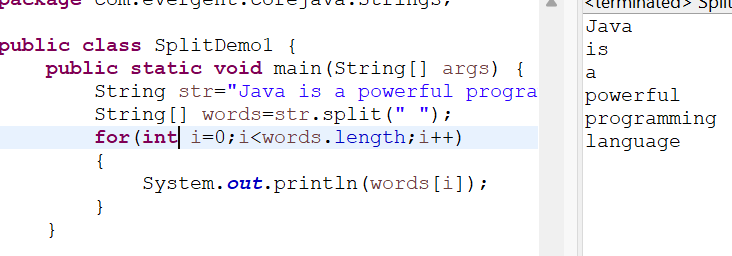 package com.evergent.corejava.Strings;
public class SplitDemo1 {
public static void main(String[] args) {
String str="Java is a powerful progra
String[] words=str.split(" ");
for(int i=0;i<words.length;i++)
{
System.out.println(words[i]);
}
}
<terminated> Split
Java
is
a
powerful
programming
language